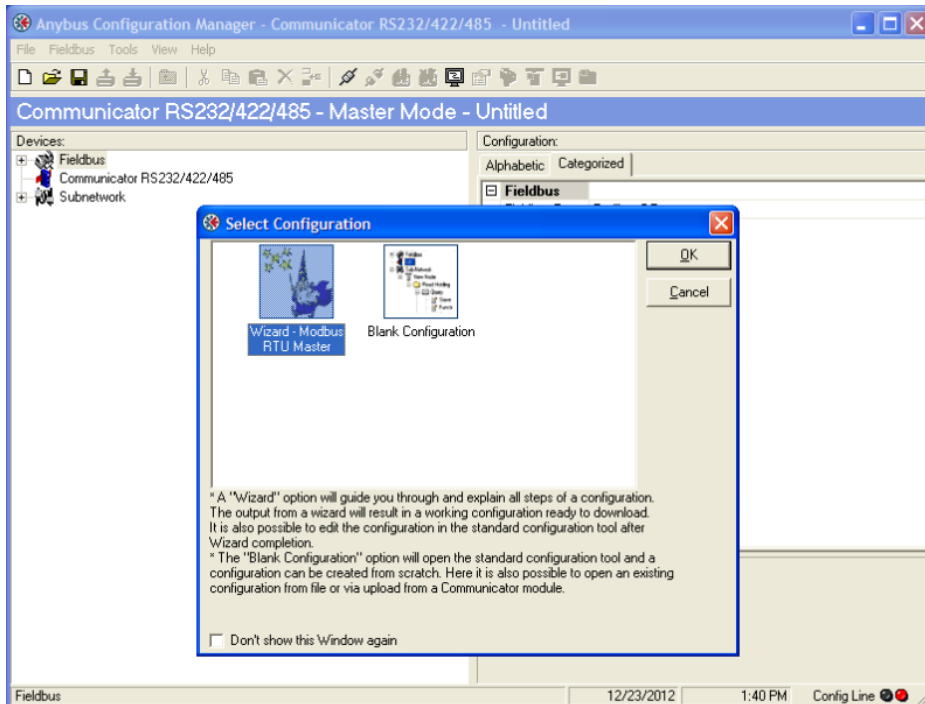 Anybus Configuration Manager - Communicator RS232/422/485 - Untitled
File Fieldbus Tools View Help
Communicator RS232/422/485 - Master Mode - Untitled
Devices:
Fieldbus
Communicator RS232/422/485
Subnetwork
Configuration:
Alphabetic Categorized
Fieldbus
Select Configuration
Wizard - Modbus
RTU Master
Blank Configuration
OK
Cancel
* A "Wizard" option will guide you through and explain all steps of a configuration.
The output from a wizard will result in a working configuration ready to download.
It is also possible to edit the configuration in the standard configuration tool after
Wizard completion.
* The "Blank Configuration" option will open the standard configuration tool and a
configuration can be created from scratch. Here it is also possible to open an existing
configuration from file or via upload from a Communicator module.
Don't show this Window again
Fieldbus 12/23/2012 1:40 PM Config Line